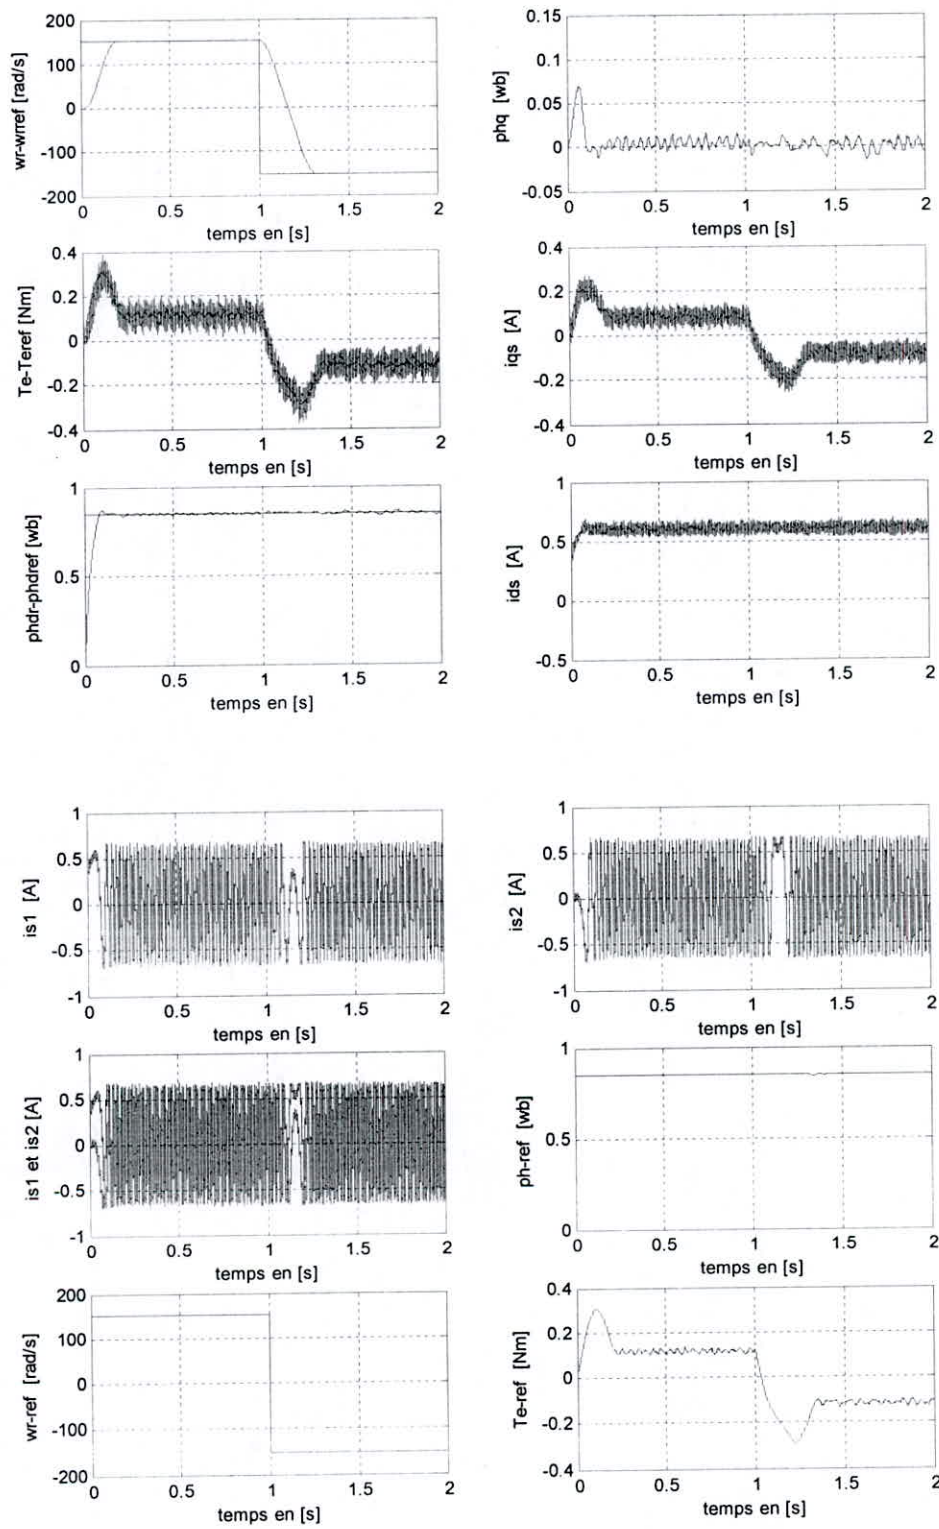 200
100
0
-100
-200
wr-wrref [rad/s]
0 0.5 1 1.5 2
temps en [s]
0.15
0.1
0.05
0
-0.05
phq [wb]
0 0.5 1 1.5 2
temps en [s]
0.4
0.2
0
-0.2
-0.4
Te-Teref [Nm]
0 0.5 1 1.5 2
temps en [s]
0.4
0.2
0
-0.2
-0.4
iqs [A]
0 0.5 1 1.5 2
temps en [s]
1
0.5
0
phdr-phdref [wb]
0 0.5 1 1.5 2
temps en [s]
1
0.5
0
-0.5
ids [A]
0 0.5 1 1.5 2
temps en [s]
1
0.5
0
-0.5
-1
is1 [A]
0 0.5 1 1.5 2
temps en [s]
1
0.5
0
-0.5
-1
is2 [A]
0 0.5 1 1.5 2
temps en [s]
1
0.5
0
-0.5
-1
is1 et is2 [A]
0 0.5 1 1.5 2
temps en [s]
1
0.5
0
ph-ref [wb]
0 0.5 1 1.5 2
temps en [s]
200
100
0
-100
-200
wr-ref [rad/s]
0 0.5 1 1.5 2
temps en [s]
0.4
0.2
0
-0.2
-0.4
Te-ref [Nm]
0 0.5 1 1.5 2
temps en [s]